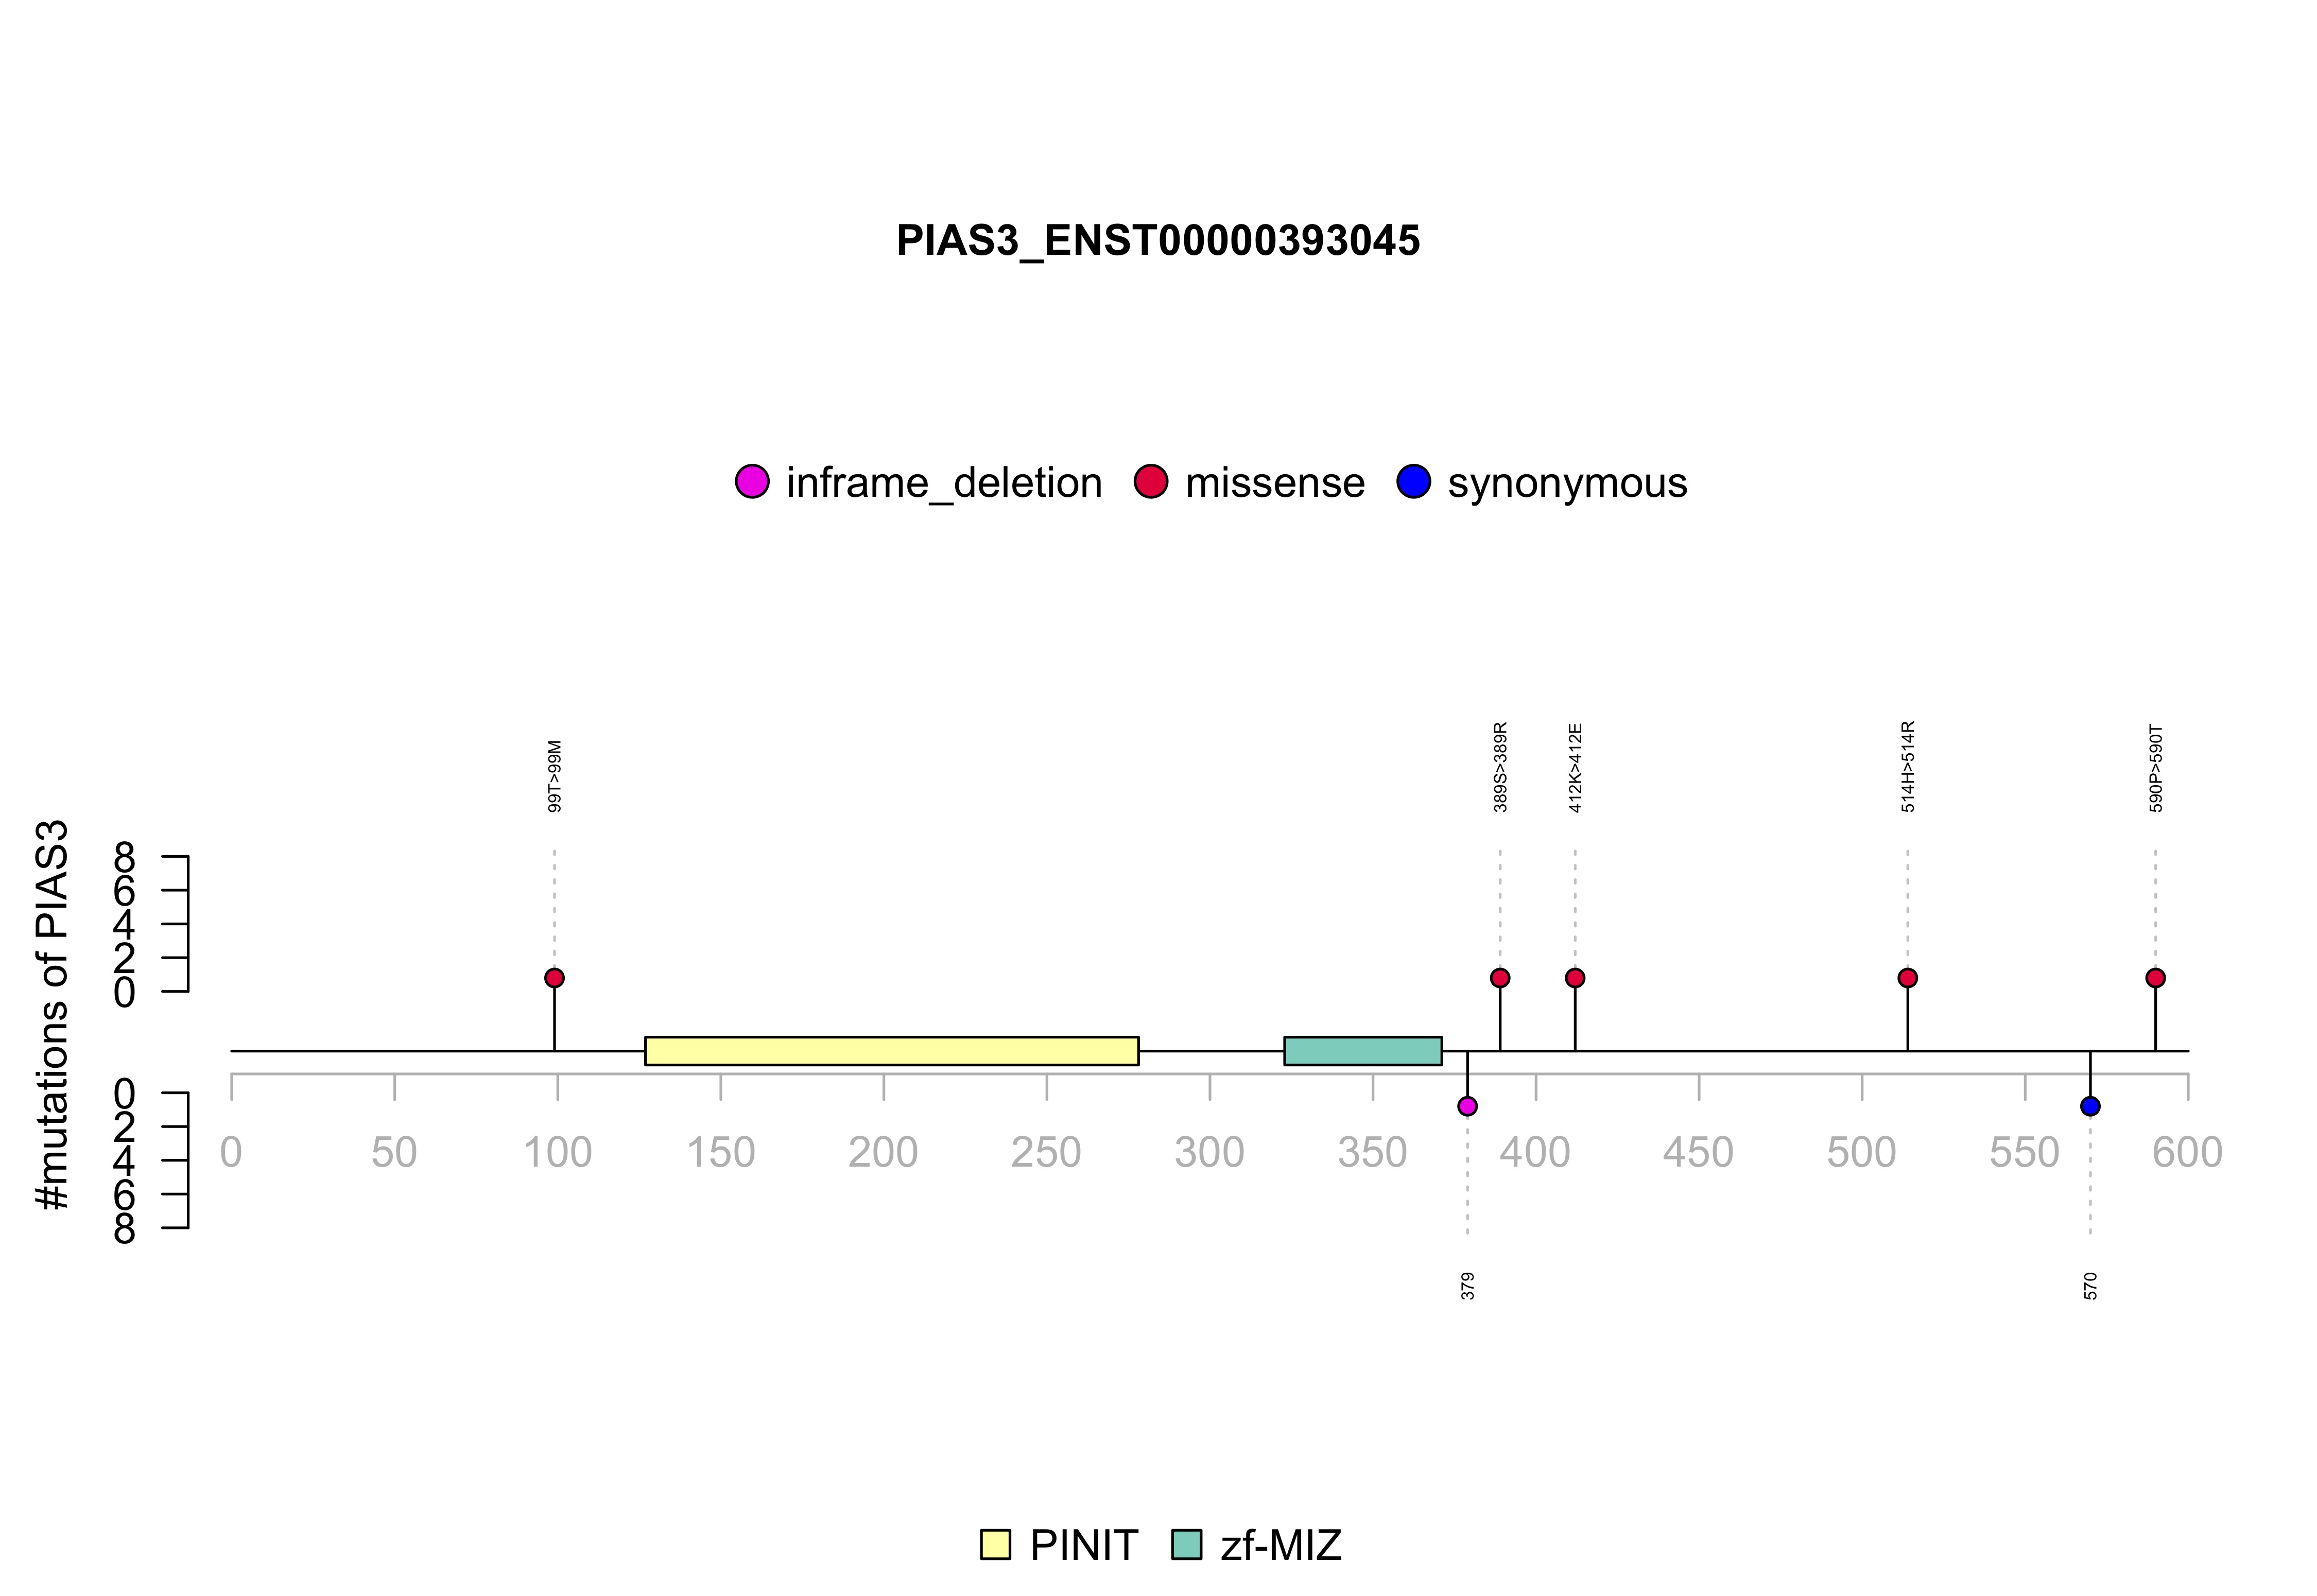 PIAS3_ENST00000393045
inframe_deletion missense synonymous
99T>99M
389S>389R
412K>412E
514H>514R
590P>590T
#mutations of PIAS3
8
6
4
2
0
0
2
4
6
8
0 50 100 150 200 250 300 350 400 450 500 550 600
379
570
PINIT zf-MIZ